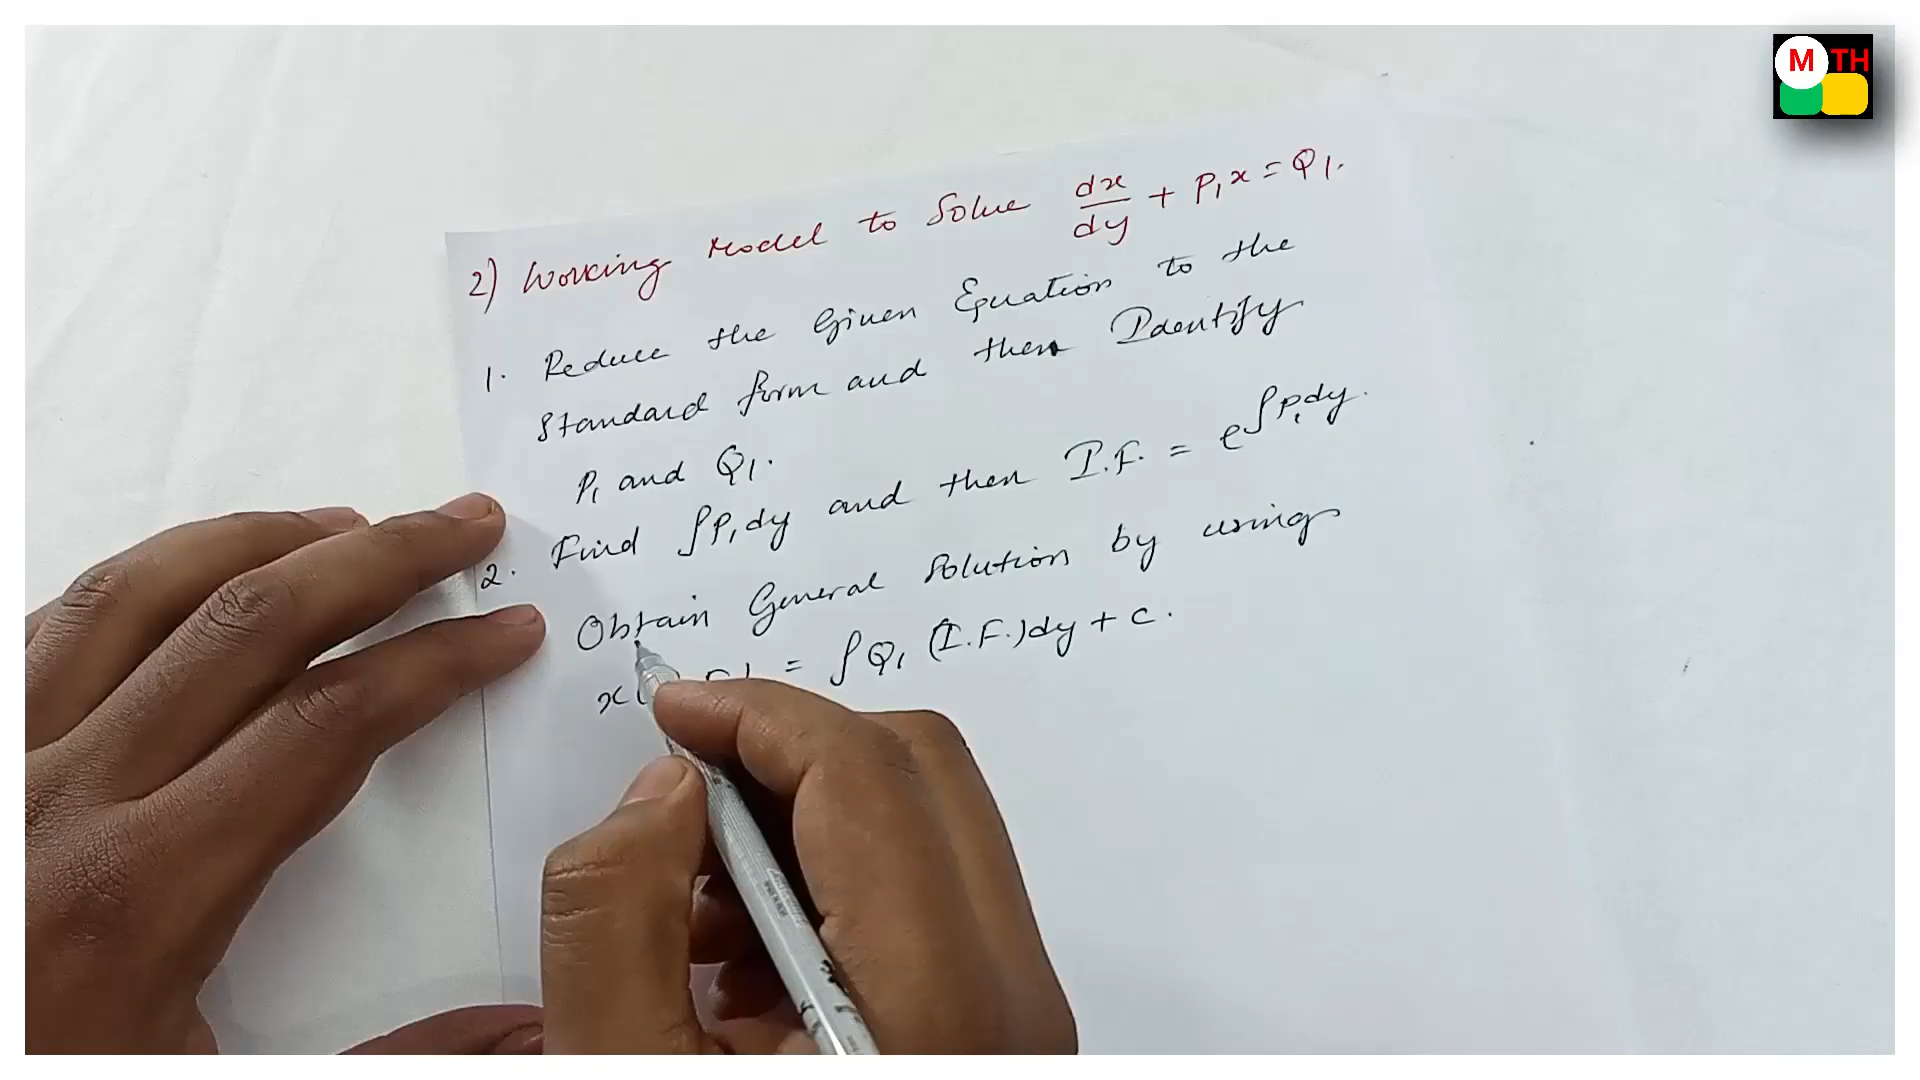 M TH
2) Working Model to Solve dx/dy + P₁x = Q₁.
1. Reduce the Given Equation to the
Standard form and then Identify
P₁ and Q₁.
2. Find ∫P₁dy and then I.F. = e^∫P₁dy.
Obtain General Solution by using
x( = ∫Q₁ (I.F.)dy + c.